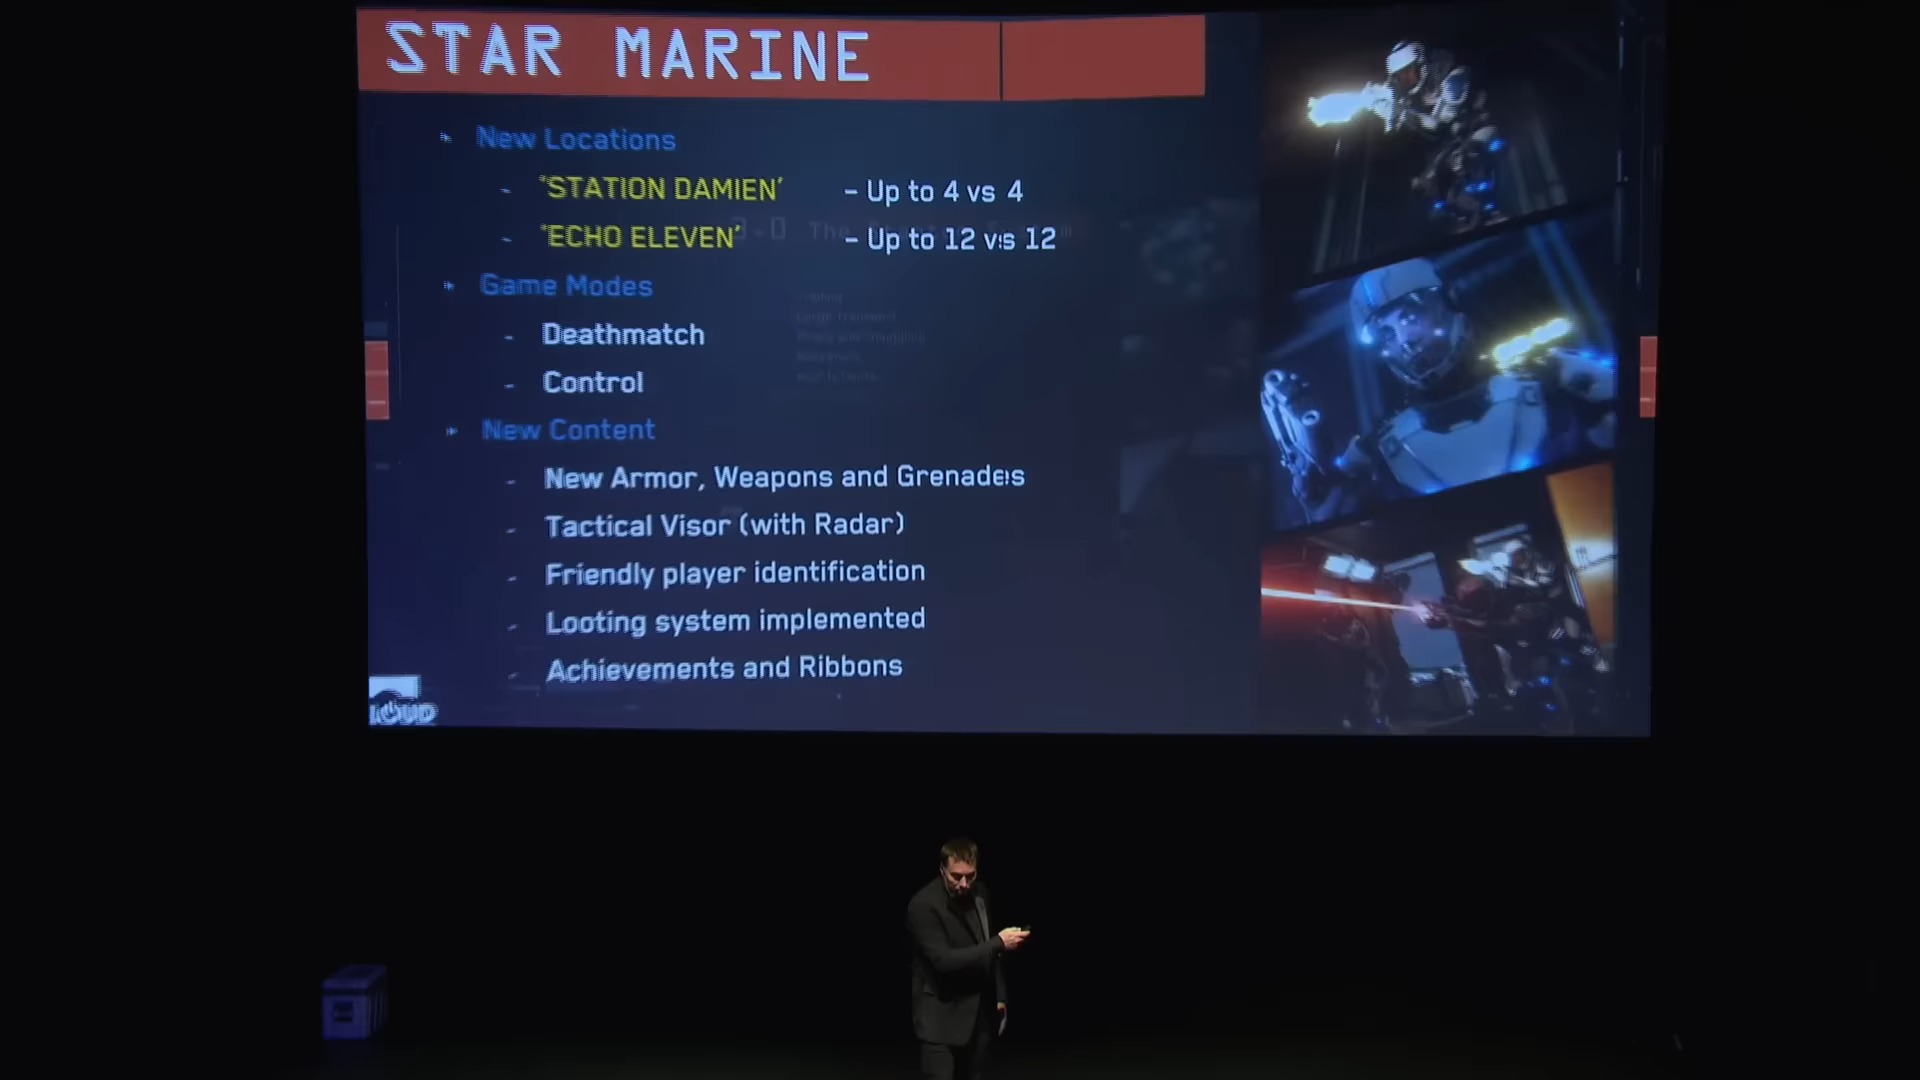 STAR MARINE
New Locations
- 'STATION DAMIEN' - Up to 4 vs 4
- 'ECHO ELEVEN' - Up to 12 vs 12
Game Modes
- Deathmatch
- Control
New Content
- New Armor, Weapons and Grenades
- Tactical Visor (with Radar)
- Friendly player identification
- Looting system implemented
- Achievements and Ribbons